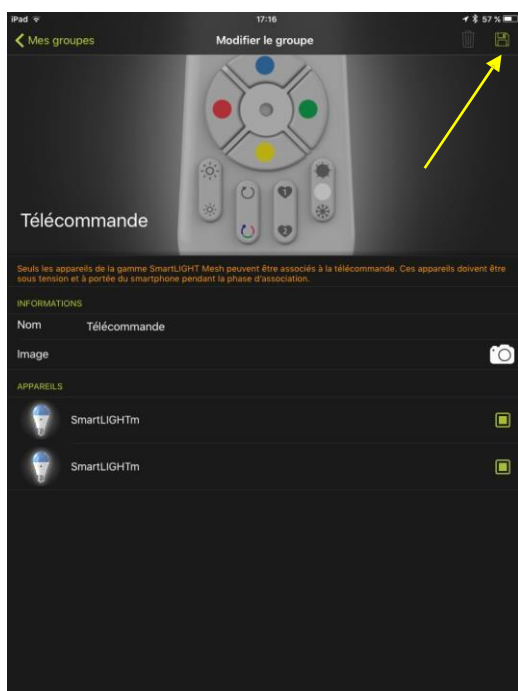 iPad 17:16 57 %
Mes groupes Modifier le groupe
1
2
Télécommande
Seuls les appareils de la gamme SmartLIGHT Mesh peuvent être associés à la télécommande. Ces appareils doivent être
sous tension et à portée du smartphone pendant la phase d'association.
INFORMATIONS
Nom Télécommande
Image
APPAREILS
SmartLIGHTm
SmartLIGHTm